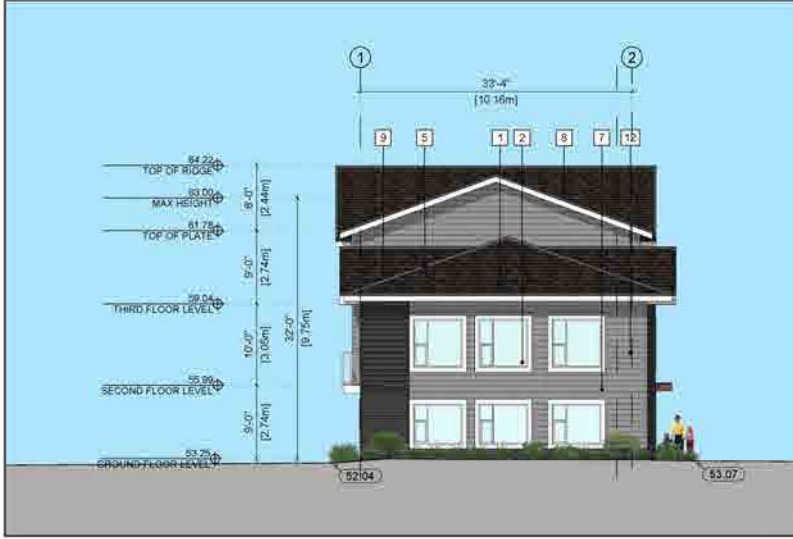 1
2
33'-4"
[10.16m]
9
5
1
2
8
7
12
64.22
TOP OF RIDGE
63.00
MAX HEIGHT
61.78
TOP OF PLATE
59.04
THIRD FLOOR LEVEL
55.99
SECOND FLOOR LEVEL
53.25
GROUND FLOOR LEVEL
8'-0"
[2.44m]
9'-0"
[2.74m]
10'-0"
[3.05m]
9'-0"
[2.74m]
32'-0"
[9.75m]
52.04
53.07